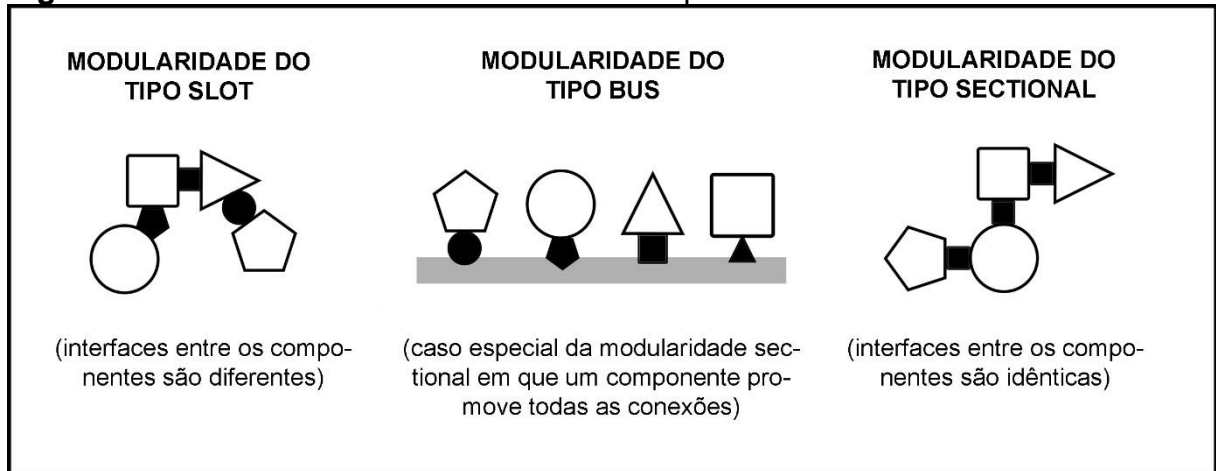 MODULARIDADE DO
TIPO SLOT
(interfaces entre os compo-
nentes são diferentes)
MODULARIDADE DO
TIPO BUS
(caso especial da modularidade sec-
tional em que um componente pro-
move todas as conexões)
MODULARIDADE DO
TIPO SECTIONAL
(interfaces entre os compo-
nentes são idênticas)